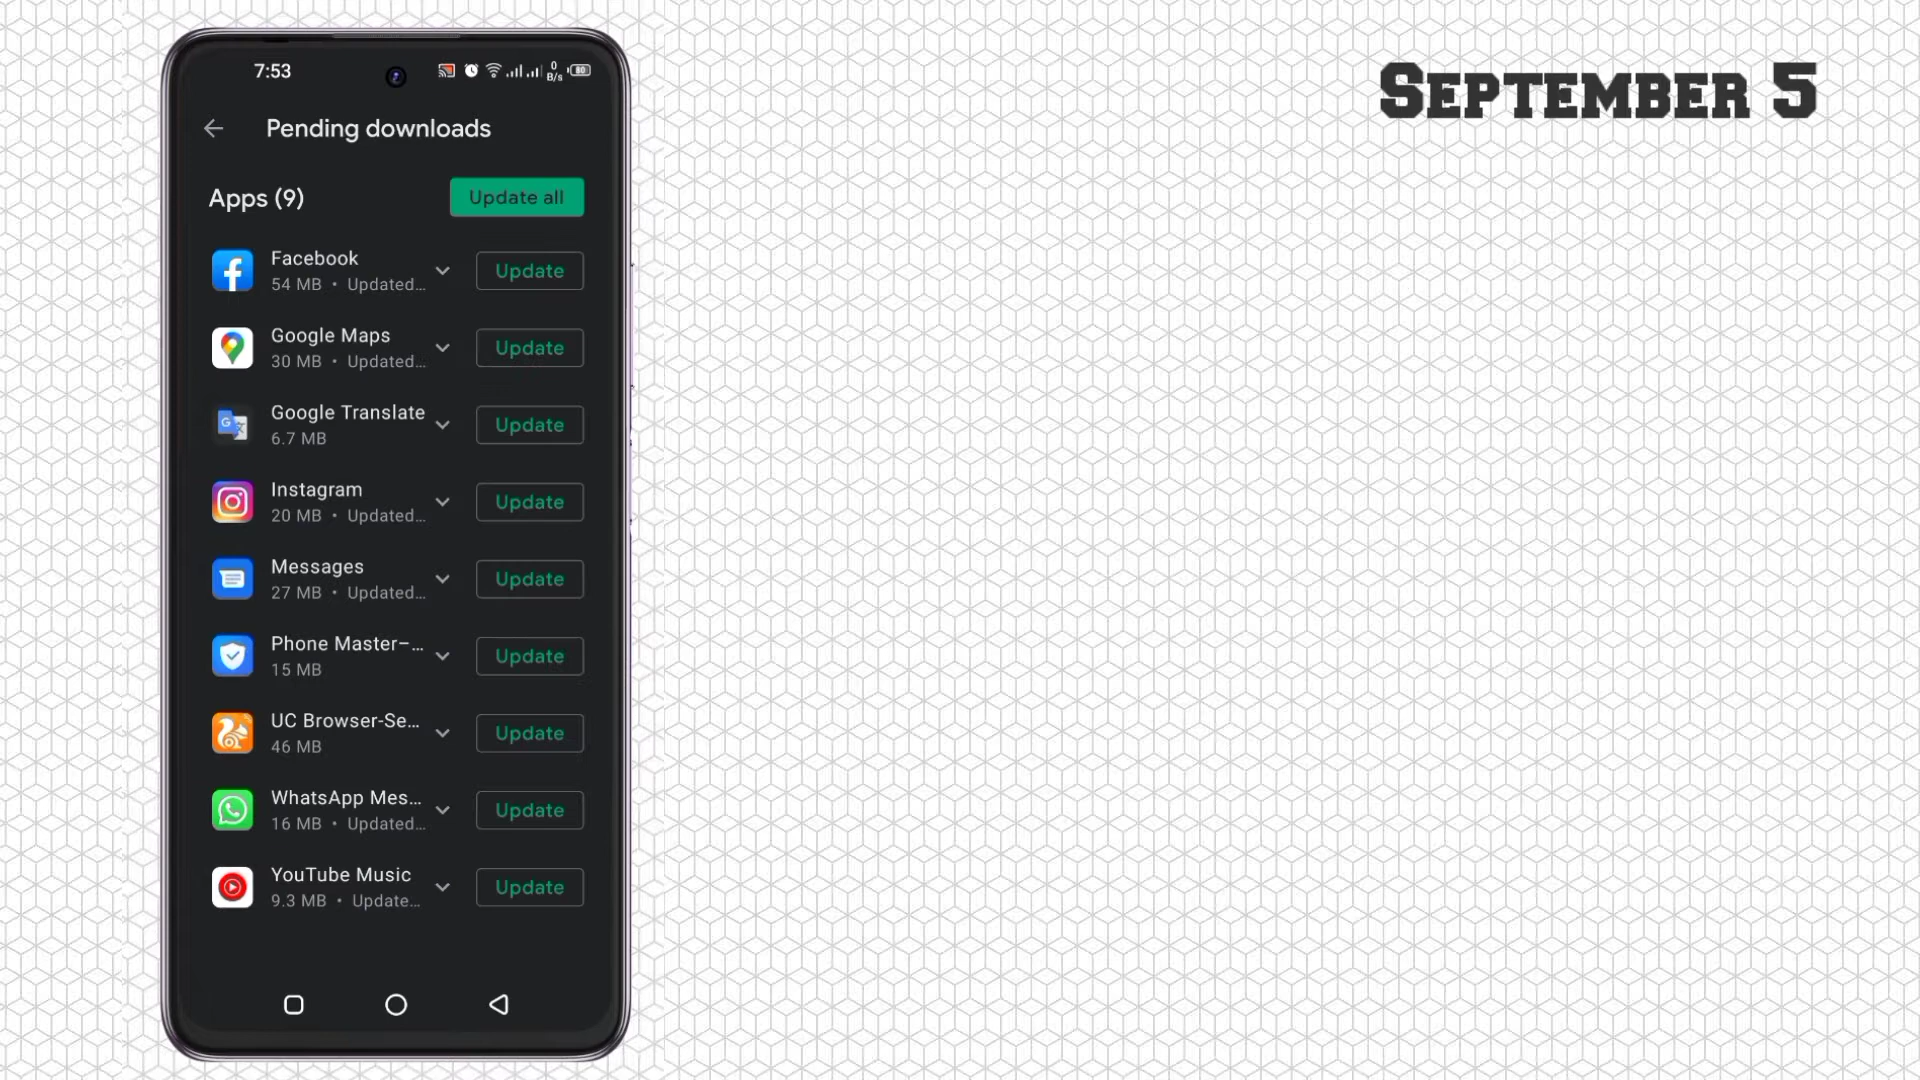 September 5
7:53
0
B/s
80
Pending downloads
Apps (9)
Update all
Facebook
54 MB • Updated...
Update
Google Maps
30 MB • Updated...
Update
Google Translate
6.7 MB
Update
Instagram
20 MB • Updated...
Update
Messages
27 MB • Updated...
Update
Phone Master–...
15 MB
Update
UC Browser-Se...
46 MB
Update
WhatsApp Mes...
16 MB • Updated...
Update
YouTube Music
9.3 MB • Update...
Update